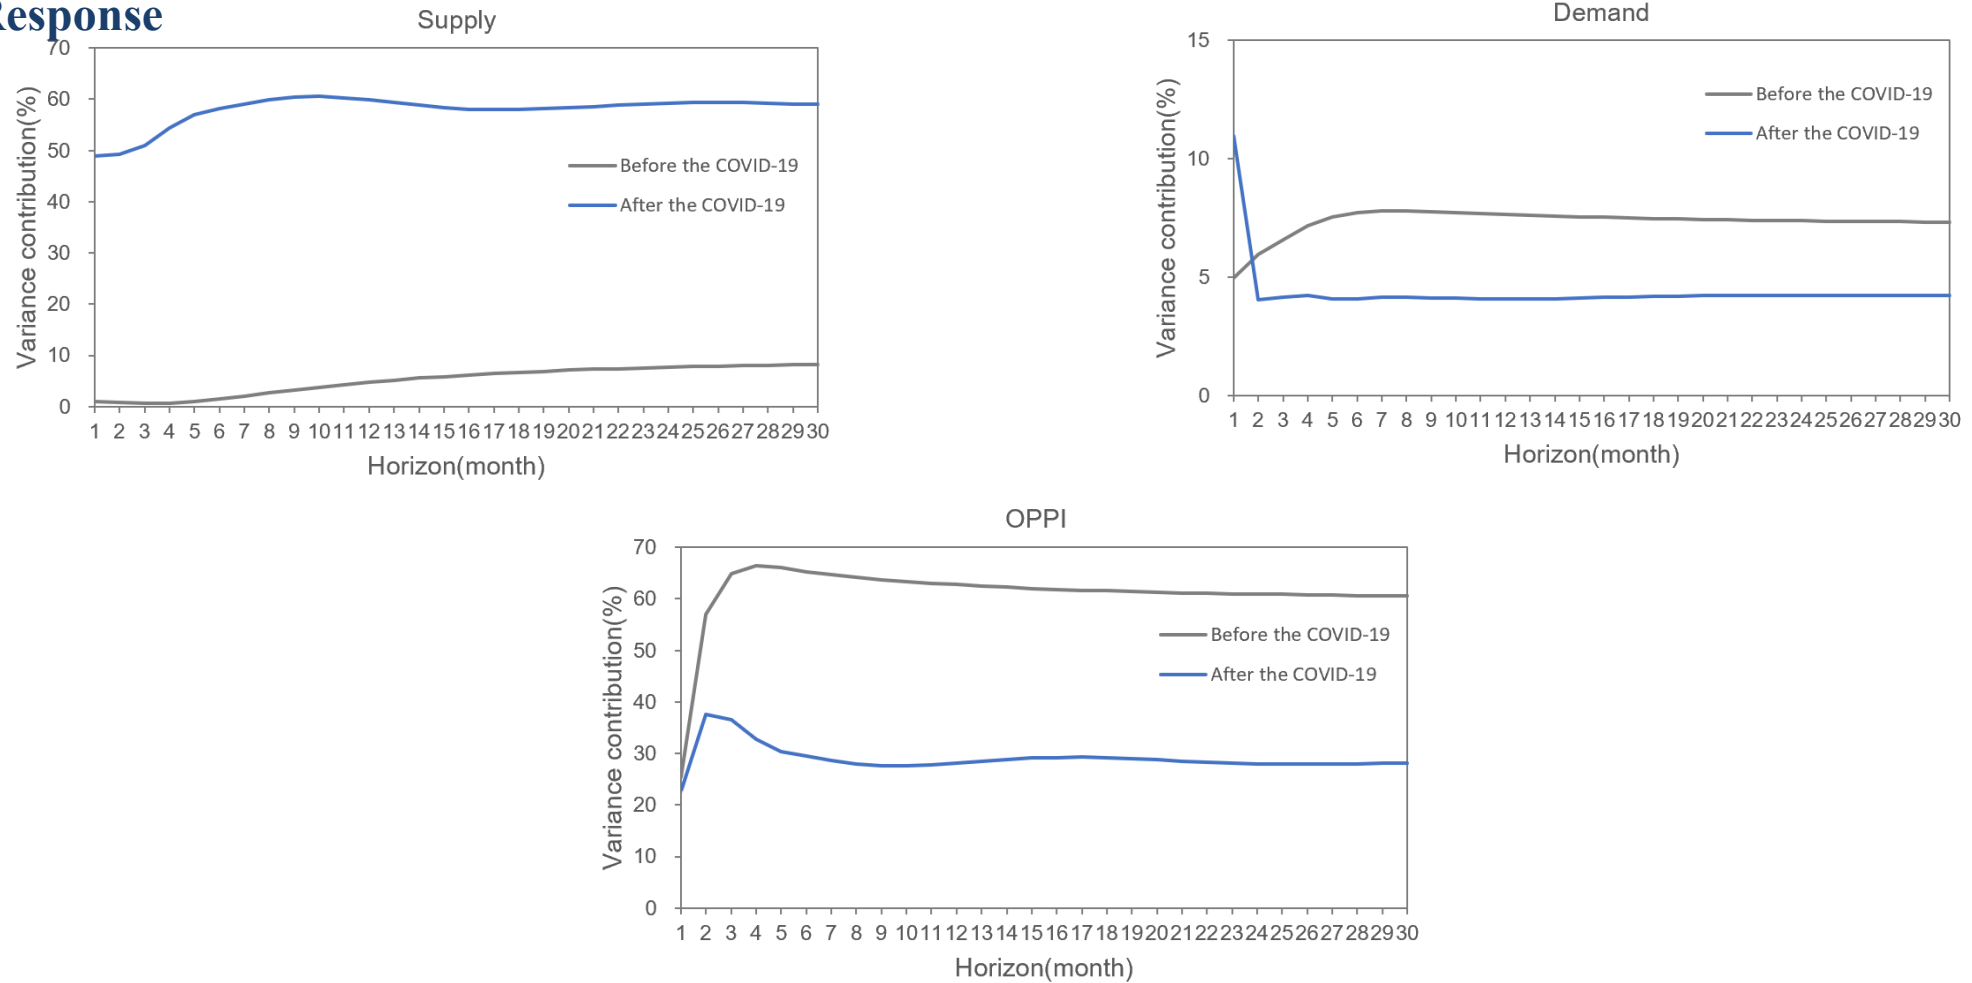 Response
Supply
70
60
50
40
30
20
10
0
Variance contribution(%)
Before the COVID-19
After the COVID-19
1 2 3 4 5 6 7 8 9 10 11 12 13 14 15 16 17 18 19 20 21 22 23 24 25 26 27 28 29 30
Horizon(month)
Demand
15
10
5
0
Variance contribution(%)
Before the COVID-19
After the COVID-19
1 2 3 4 5 6 7 8 9 10 11 12 13 14 15 16 17 18 19 20 21 22 23 24 25 26 27 28 29 30
Horizon(month)
OPPI
70
60
50
40
30
20
10
0
Variance contribution(%)
Before the COVID-19
After the COVID-19
1 2 3 4 5 6 7 8 9 10 11 12 13 14 15 16 17 18 19 20 21 22 23 24 25 26 27 28 29 30
Horizon(month)